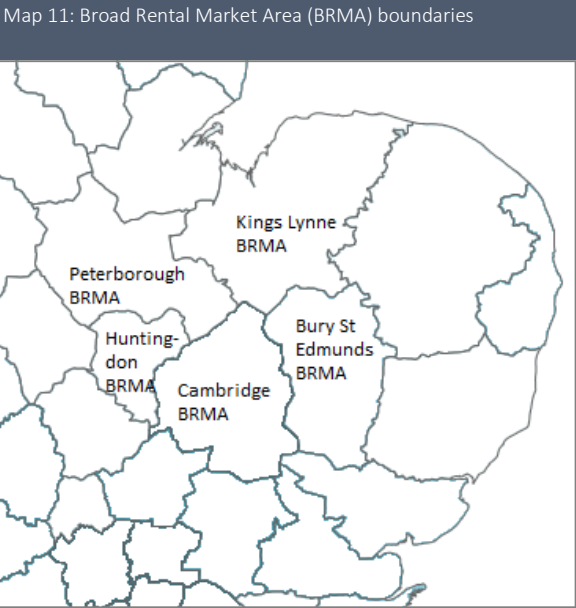 Map 11: Broad Rental Market Area (BRMA) boundaries
Kings Lynne
BRMA
Peterborough
BRMA
Hunting-
don
BRMA
Bury St
Edmunds
BRMA
Cambridge
BRMA